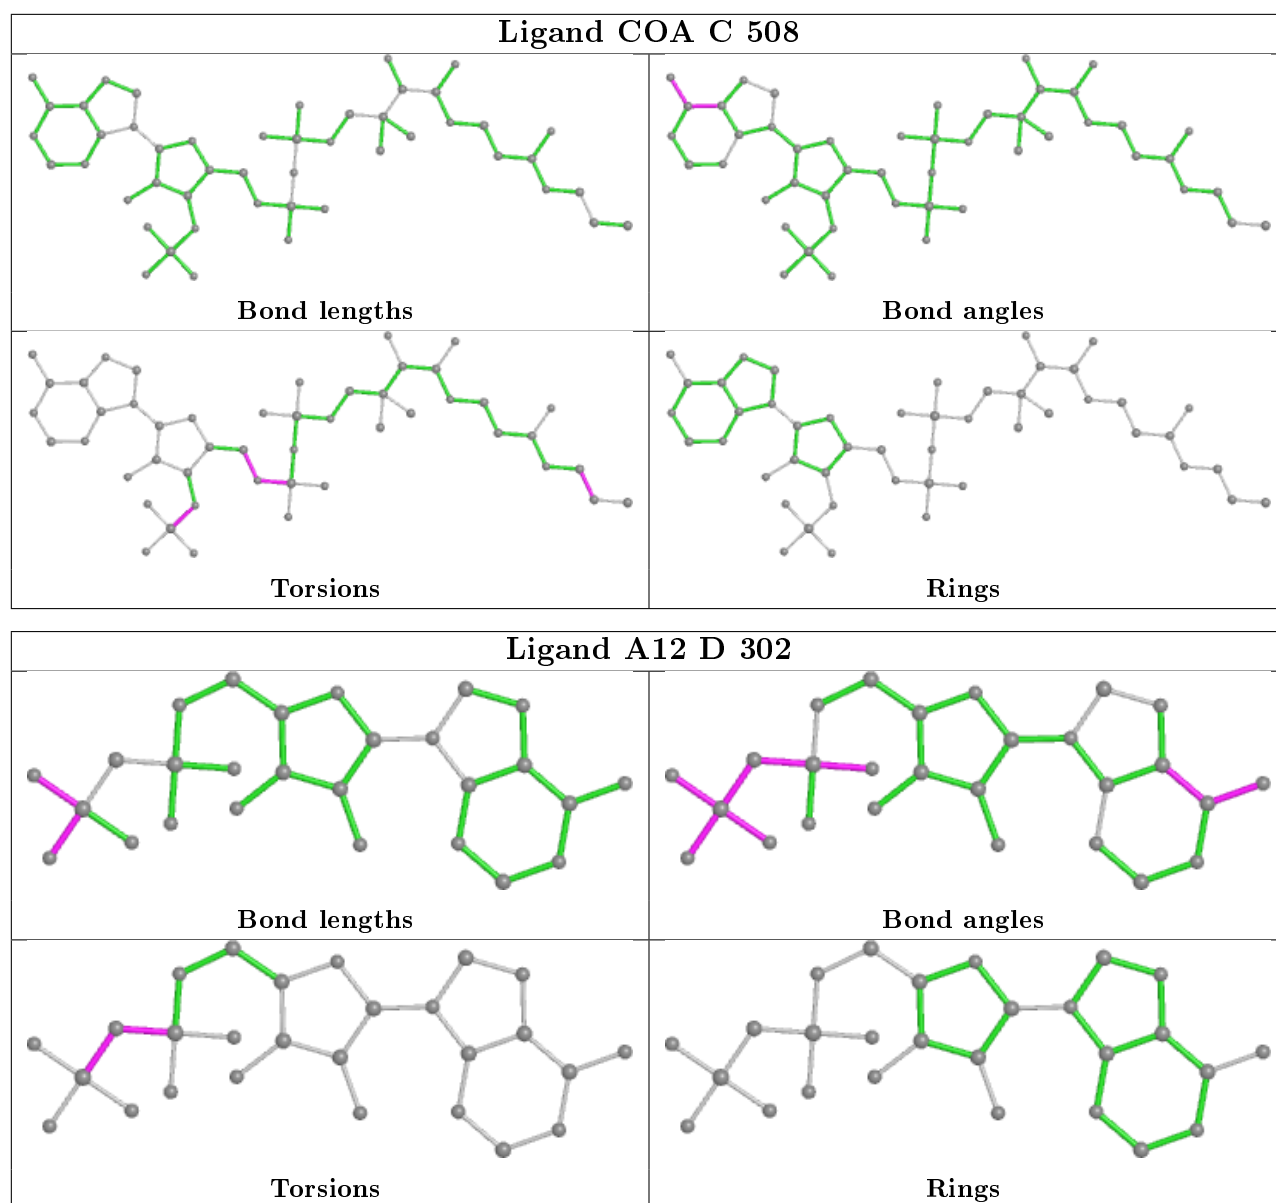 Ligand COA C 508
Bond lengths
Bond angles
Torsions
Rings
Ligand A12 D 302
Bond lengths
Bond angles
Torsions
Rings